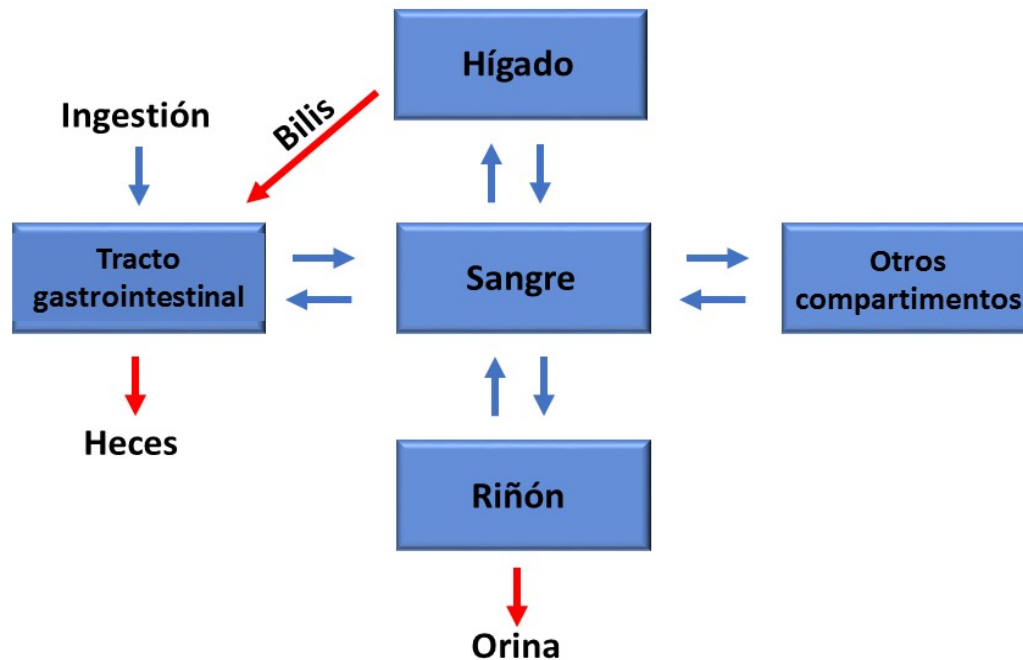 Hígado
Bilis
Ingestión
Tracto
gastrointestinal
Sangre
Otros
compartimentos
Heces
Riñón
Orina